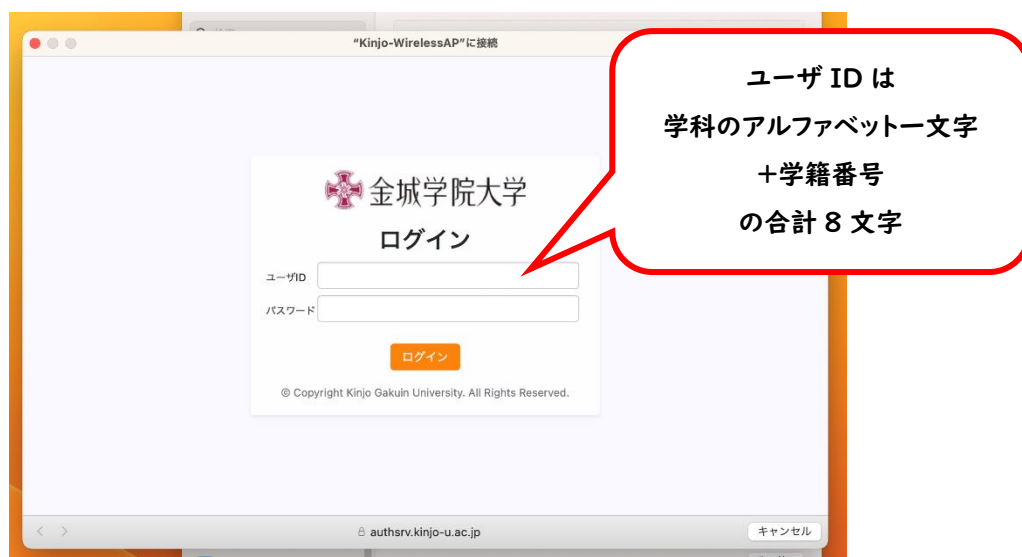 "Kinjo-WirelessAP"に接続
ユーザ ID は
学科のアルファベット一文字
+学籍番号
の合計 8 文字
金城学院大学
ログイン
ユーザID
パスワード
ログイン
© Copyright Kinjo Gakuin University. All Rights Reserved.
authsrv.kinjo-u.ac.jp
キャンセル